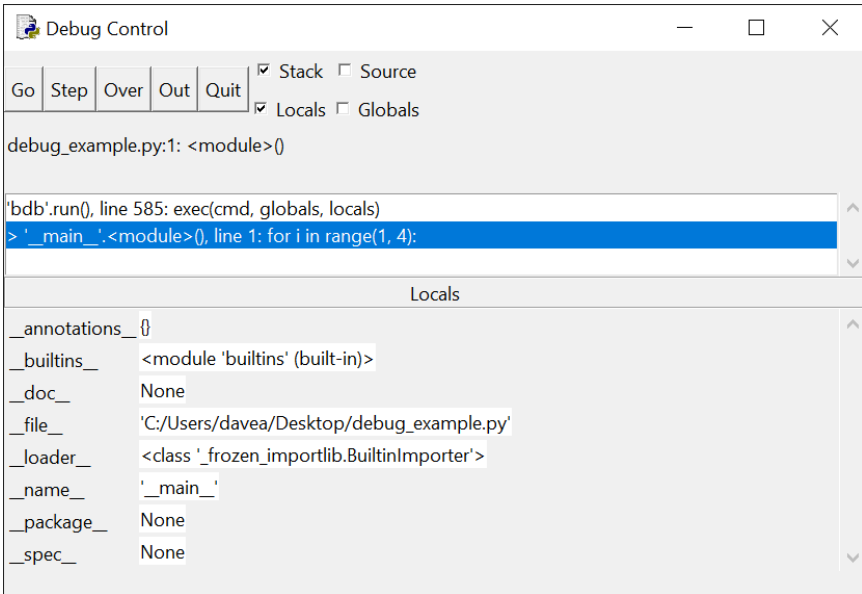 Debug Control
Go Step Over Out Quit Stack Source
Locals Globals
debug_example.py:1: <module>()
'bdb'.run(), line 585: exec(cmd, globals, locals)
> '__main__'.<module>(), line 1: for i in range(1, 4):
Locals
__annotations__ {}
__builtins__ <module 'builtins' (built-in)>
__doc__ None
__file__ 'C:/Users/davea/Desktop/debug_example.py'
__loader__ <class '_frozen_importlib.BuiltinImporter'>
__name__ '__main__'
__package__ None
__spec__ None